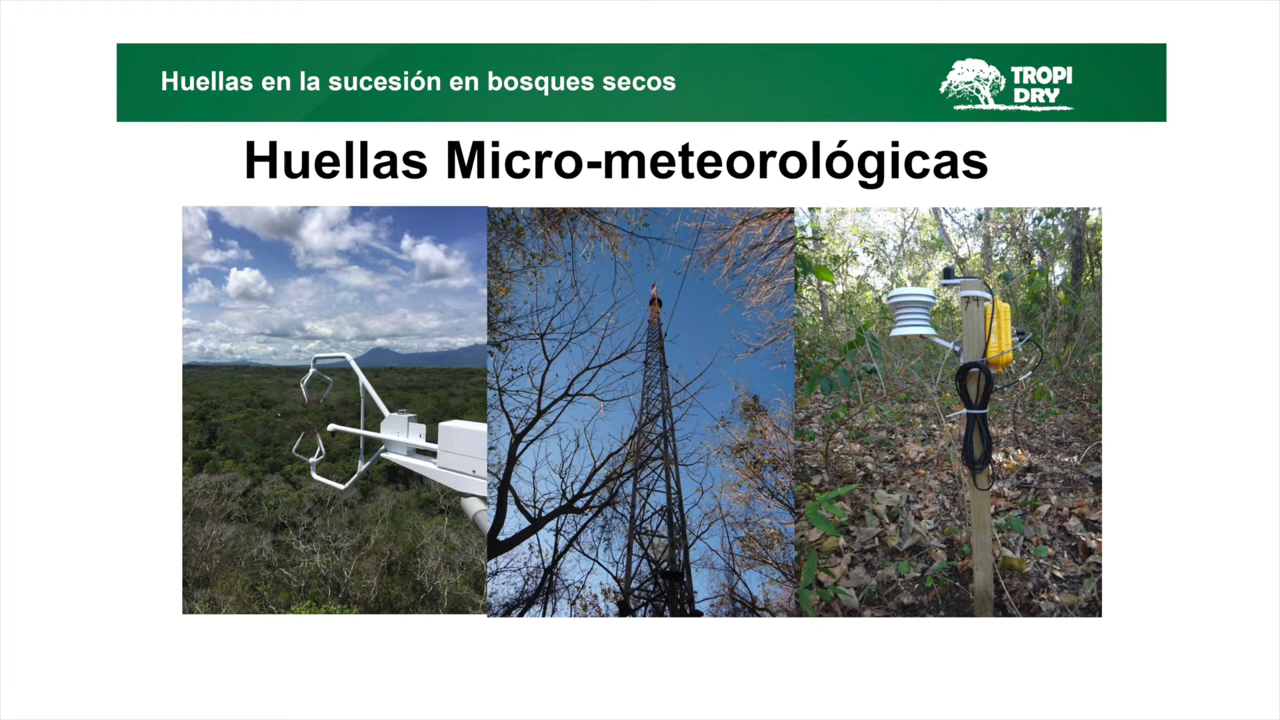 Huellas en la sucesión en bosques secos
TROPI
DRY
Huellas Micro-meteorológicas